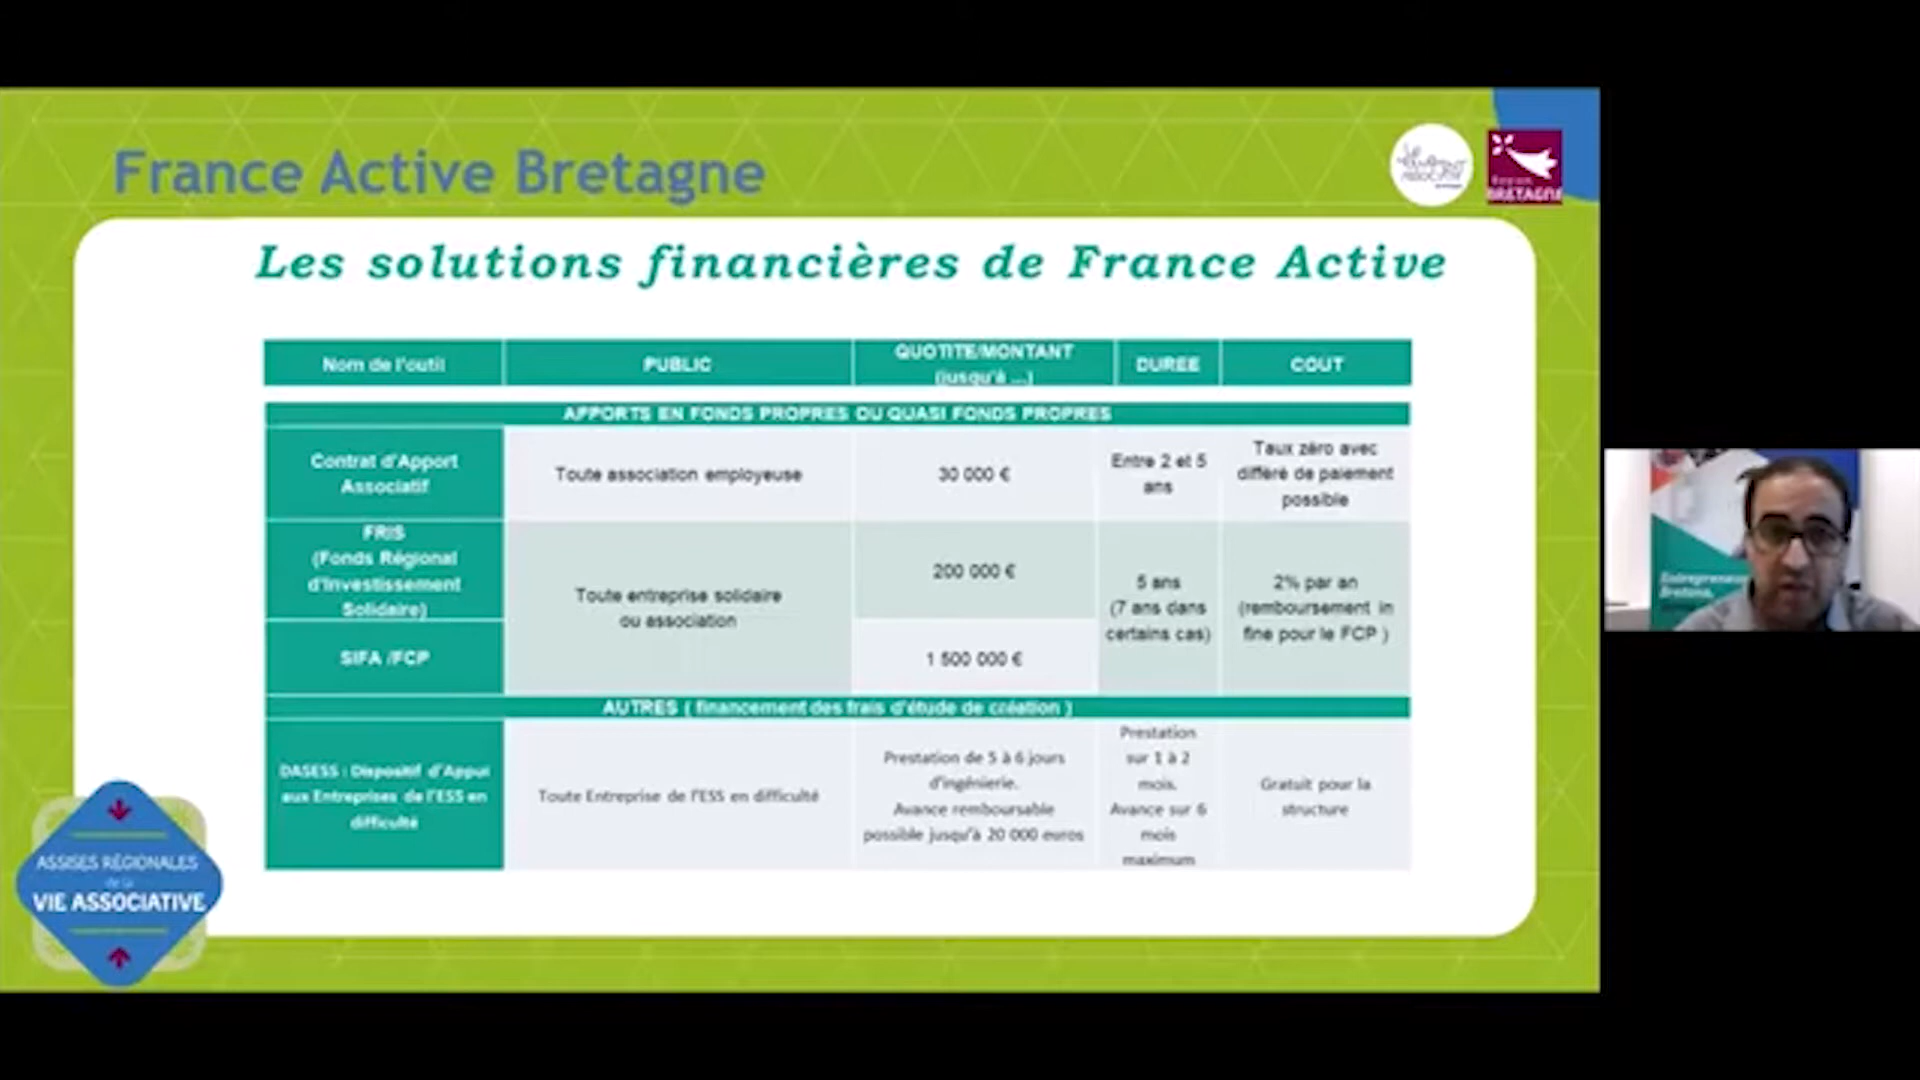 France Active Bretagne
BRETAGNE
Les solutions financières de France Active
Nom de l'outil
PUBLIC
QUOTITE/MONTANT
(jusqu'à ...)
DUREE
COUT
APPORTS EN FONDS PROPRES OU QUASI FONDS PROPRES
Contrat d'Apport
Associatif
Toute association employeuse
30 000 €
Entre 2 et 5
ans
Taux zéro avec
différé de paiement
possible
FRIS
(Fonds Régional
d'Investissement
Solidaire)
Toute entreprise solidaire
ou association
200 000 €
5 ans
(7 ans dans
certains cas)
2% par an
(remboursement in
fine pour le FCP )
SIFA /FCP
1 500 000 €
AUTRES ( financement des frais d'étude de création )
DASESS : Dispositif d'Appui
aux Entreprises de l'ESS en
difficulté
Toute Entreprise de l'ESS en difficulté
Prestation de 5 à 6 jours
d'ingénierie.
Avance remboursable
possible jusqu'à 20 000 euros
Prestation
sur 1 à 2
mois.
Avance sur 6
mois
maximum
Gratuit pour la
structure
ASSISES RÉGIONALES
de la
VIE ASSOCIATIVE